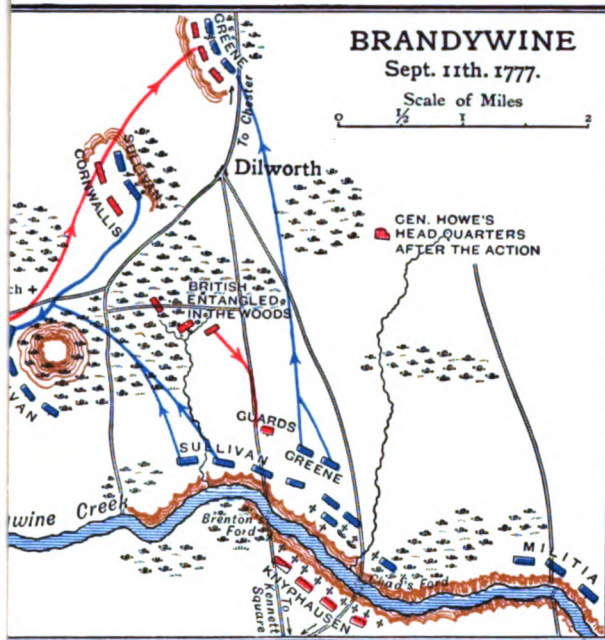 BRANDYWINE
Sept. 11th. 1777.
Scale of Miles
0 ½ 1 2
GREENE
To Chester
SULLIVAN
CORNWALLIS
Dilworth
GEN. HOWE'S
HEAD QUARTERS
AFTER THE ACTION
ch +
BRITISH
ENTANGLED
IN THE WOODS
VAN
GUARDS
SULLIVAN
GREENE
wine Creek
Brenton's
Ford
Chad's Ford
MILITIA
KNYPHAUSEN
To
Kennett
Square